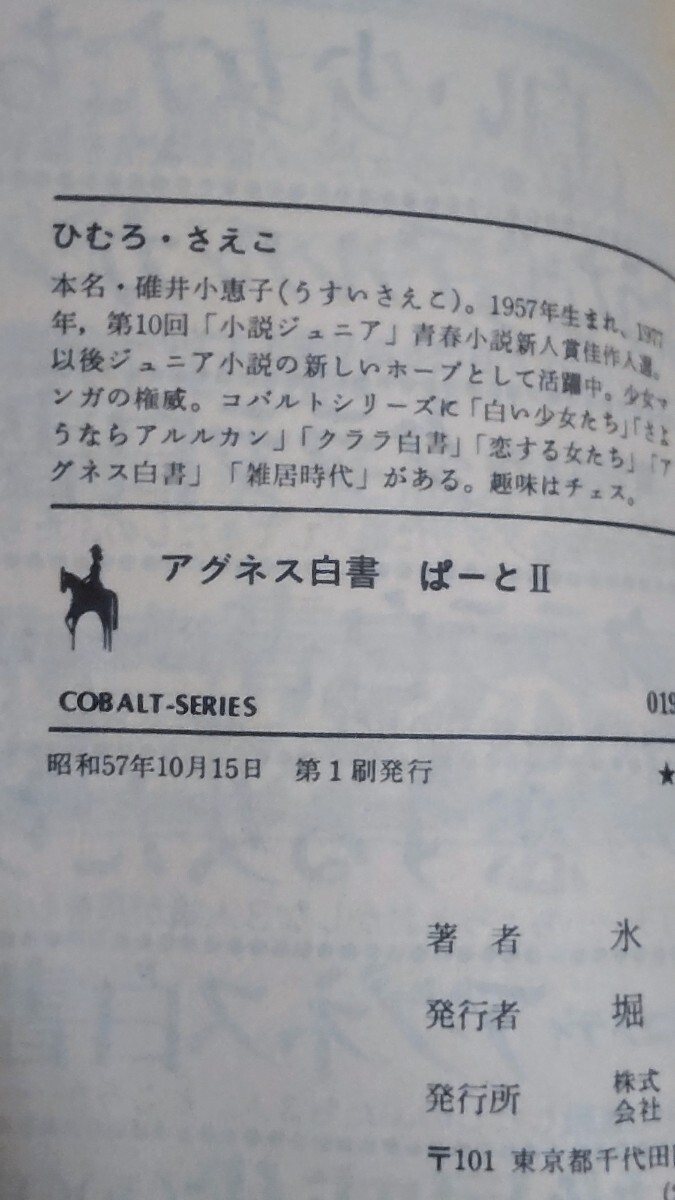 ひむろ・さえこ
本名・碓井小恵子(うすいさえこ)。1957年生まれ、1977
年，第10回「小説ジュニア」青春小説新人賞佳作入選。
以後ジュニア小説の新しいホープとして活躍中。少女マ
ンガの権威。コバルトシリーズに「白い少女たち」「さよ
うならアルルカン」「クララ白書」「恋する女たち」「ア
グネス白書」「雑居時代」がある。趣味はチェス。
アグネス白書 ぱーとII
COBALT-SERIES 019
昭和57年10月15日 第1刷発行 ★
著者 氷
発行者 堀
発行所 株式
会社
〒101 東京都千代田